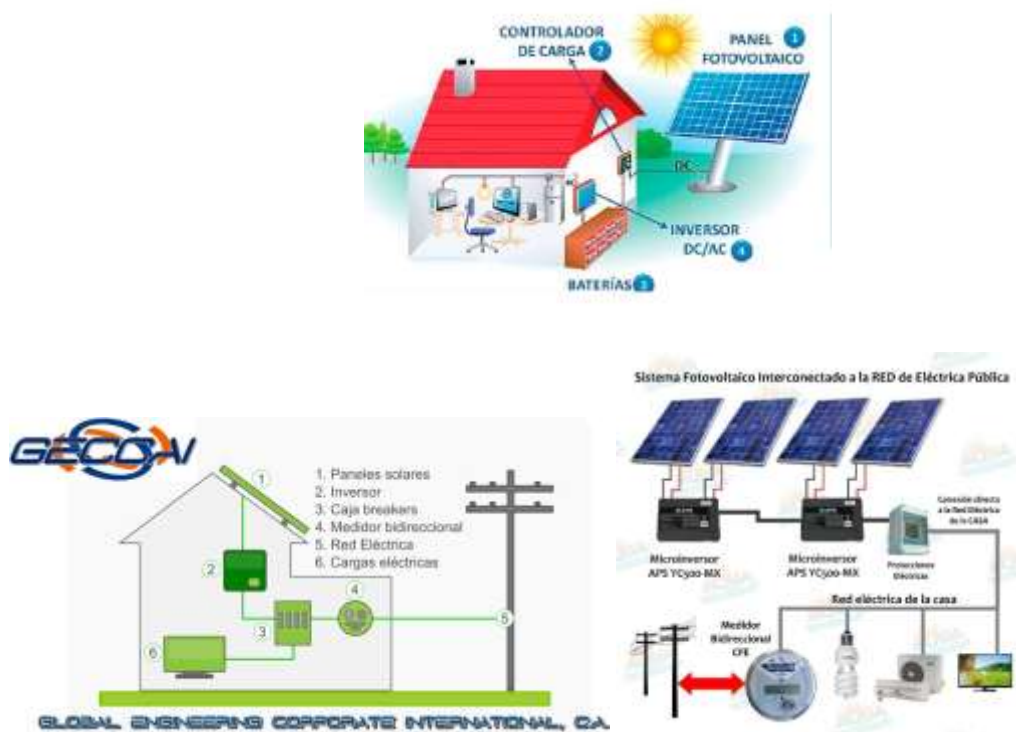 CONTROLADOR
DE CARGA 2
PANEL 1
FOTOVOLTAICO
DC
INVERSOR
DC/AC 4
BATERÍAS 3
Sistema Fotovoltaico Interconectado a la RED de Eléctrica Pública
GECOIN
1. Paneles solares
2. Inversor
3. Caja breakers
4. Medidor bidireccional
5. Red Eléctrica
6. Cargas eléctricas
1
2
3
4
5
6
GLOBAL ENGINEERING CORPORATE INTERNATIONAL, C.A.
Conexión directa
a la Red Eléctrica
de la CASA
Microinversor
APS YC500-MX
Microinversor
APS YC500-MX
Protecciones
Eléctricas
Red eléctrica de la casa
Medidor
Bidireccional
CFE